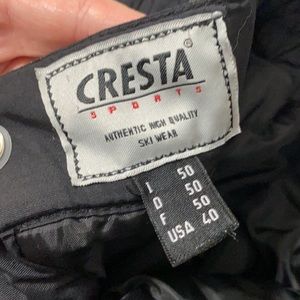 CRESTA
SPORTS
AUTHENTIC HIGH QUALITY
SKI WEAR
I 50
D 50
F 50
USA 40